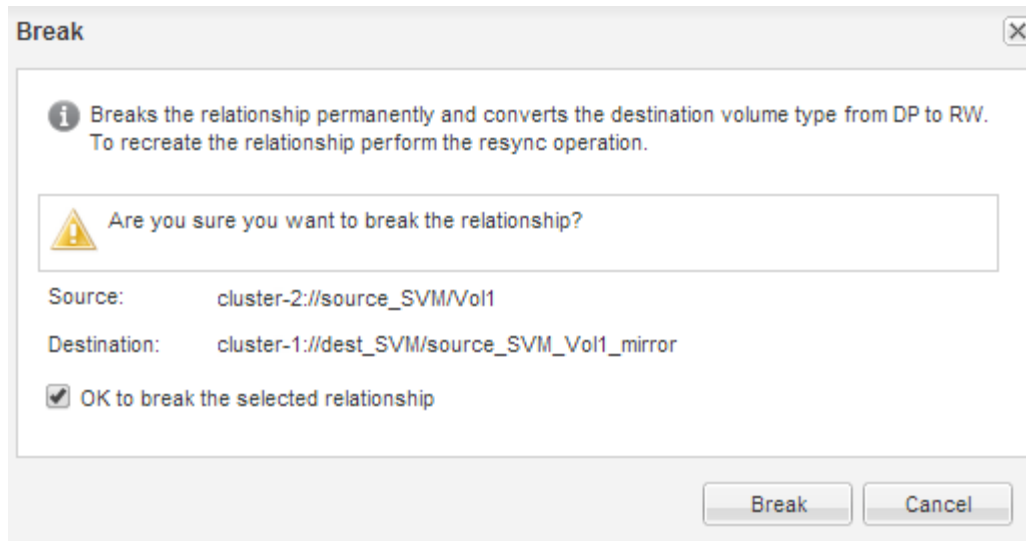 Break
Breaks the relationship permanently and converts the destination volume type from DP to RW.
To recreate the relationship perform the resync operation.
Are you sure you want to break the relationship?
Source: cluster-2://source_SVM/Vol1
Destination: cluster-1://dest_SVM/source_SVM_Vol1_mirror
OK to break the selected relationship
Break Cancel